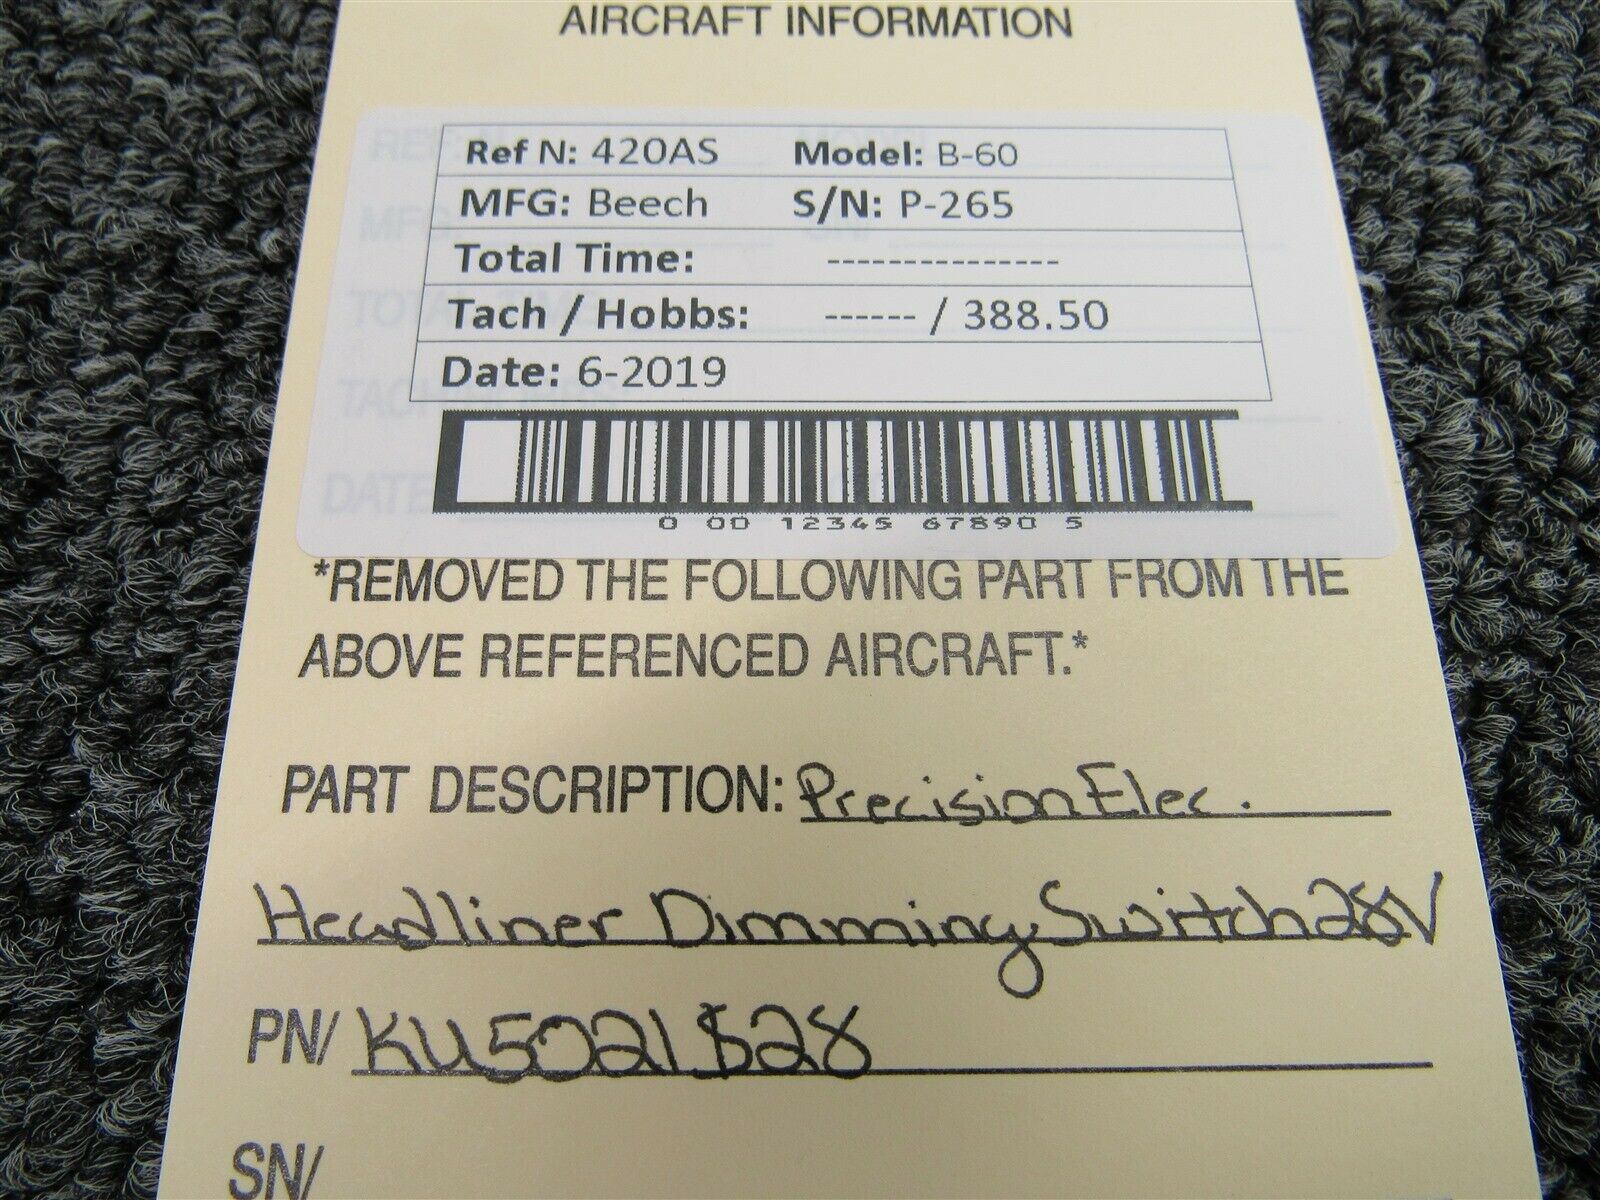 AIRCRAFT INFORMATION
Ref N: 420AS Model: B-60
MFG: Beech S/N: P-265
Total Time: ---------------
Tach / Hobbs: ------ / 388.50
Date: 6-2019
0 00 12345 67890 5
*REMOVED THE FOLLOWING PART FROM THE
ABOVE REFERENCED AIRCRAFT.*
PART DESCRIPTION: Precision Elec.
Headliner Dimming Switch 28V
PN/ KU5021$28
SN/